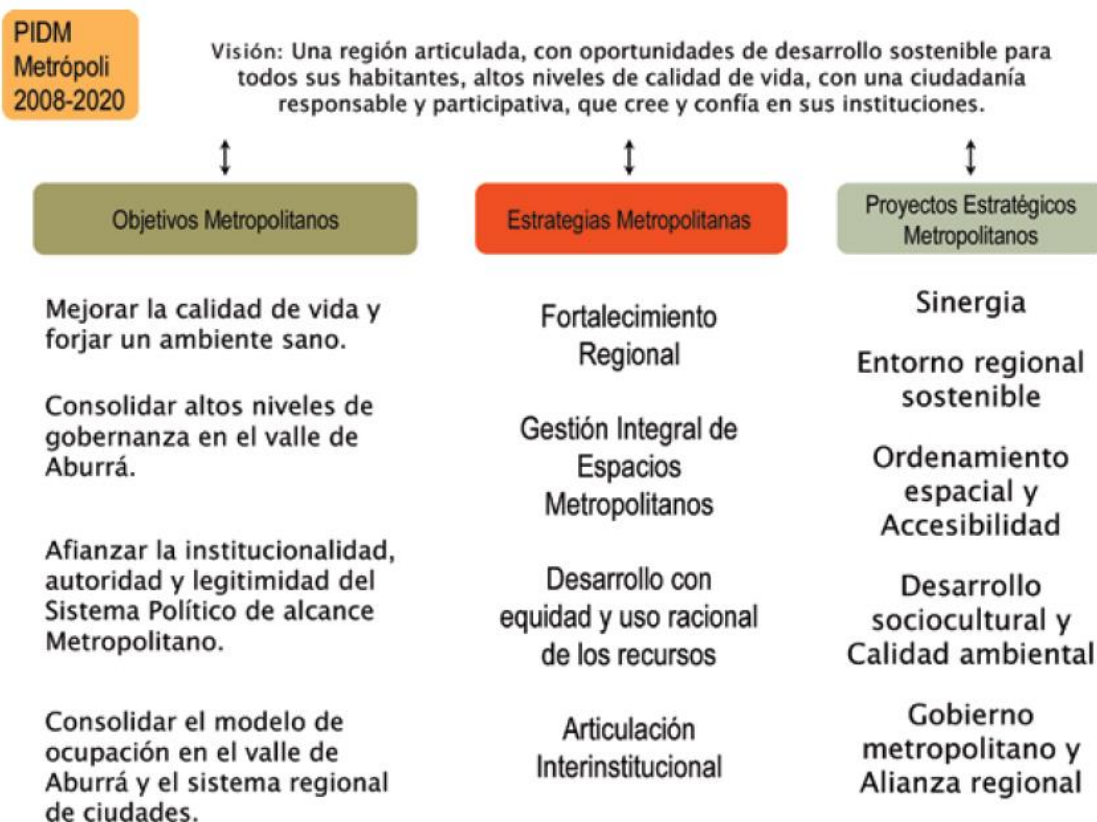 PIDM
Metrópoli
2008-2020
Visión: Una región articulada, con oportunidades de desarrollo sostenible para
todos sus habitantes, altos niveles de calidad de vida, con una ciudadanía
responsable y participativa, que cree y confía en sus instituciones.
Objetivos Metropolitanos
Mejorar la calidad de vida y
forjar un ambiente sano.
Consolidar altos niveles de
gobernanza en el valle de
Aburrá.
Afianzar la institucionalidad,
autoridad y legitimidad del
Sistema Político de alcance
Metropolitano.
Consolidar el modelo de
ocupación en el valle de
Aburrá y el sistema regional
de ciudades.
Estrategias Metropolitanas
Fortalecimiento
Regional
Gestión Integral de
Espacios
Metropolitanos
Desarrollo con
equidad y uso racional
de los recursos
Articulación
Interinstitucional
Proyectos Estratégicos
Metropolitanos
Sinergia
Entorno regional
sostenible
Ordenamiento
espacial y
Accesibilidad
Desarrollo
sociocultural y
Calidad ambiental
Gobierno
metropolitano y
Alianza regional